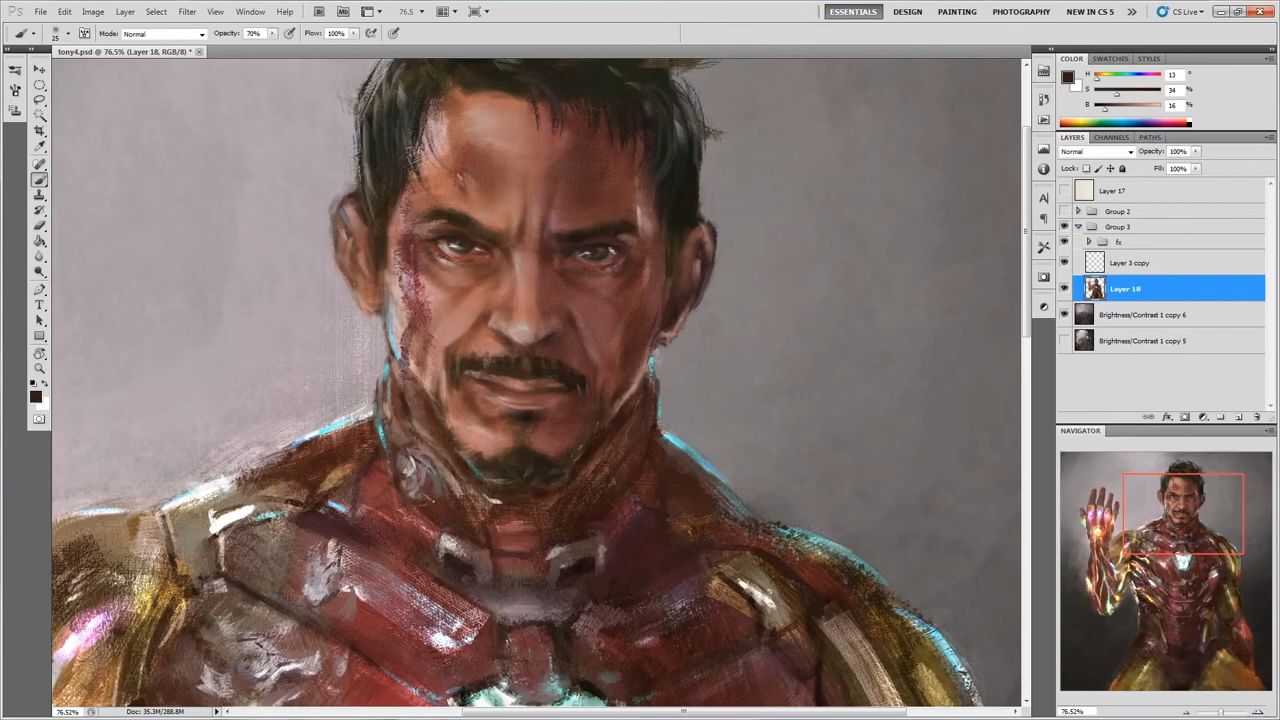 PS File Edit Image Layer Select Filter View Window Help Mb 76.5 ESSENTIALS DESIGN PAINTING PHOTOGRAPHY NEW IN CS 5 CS Live
25 Mode: Normal Opacity: 70% Flow: 100%
tony4.psd @ 76.5% (Layer 18, RGB/8) *
COLOR SWATCHES STYLES
H 13 °
S 34 %
B 16 %
LAYERS CHANNELS PATHS
Normal Opacity: 100%
Lock: Fill: 100%
Layer 17
Group 2
Group 3
fx
Layer 3 copy
Layer 18
Brightness/Contrast 1 copy 6
Brightness/Contrast 1 copy 5
fx
NAVIGATOR
76.52% Doc: 35.3M/288.8M
76.52%